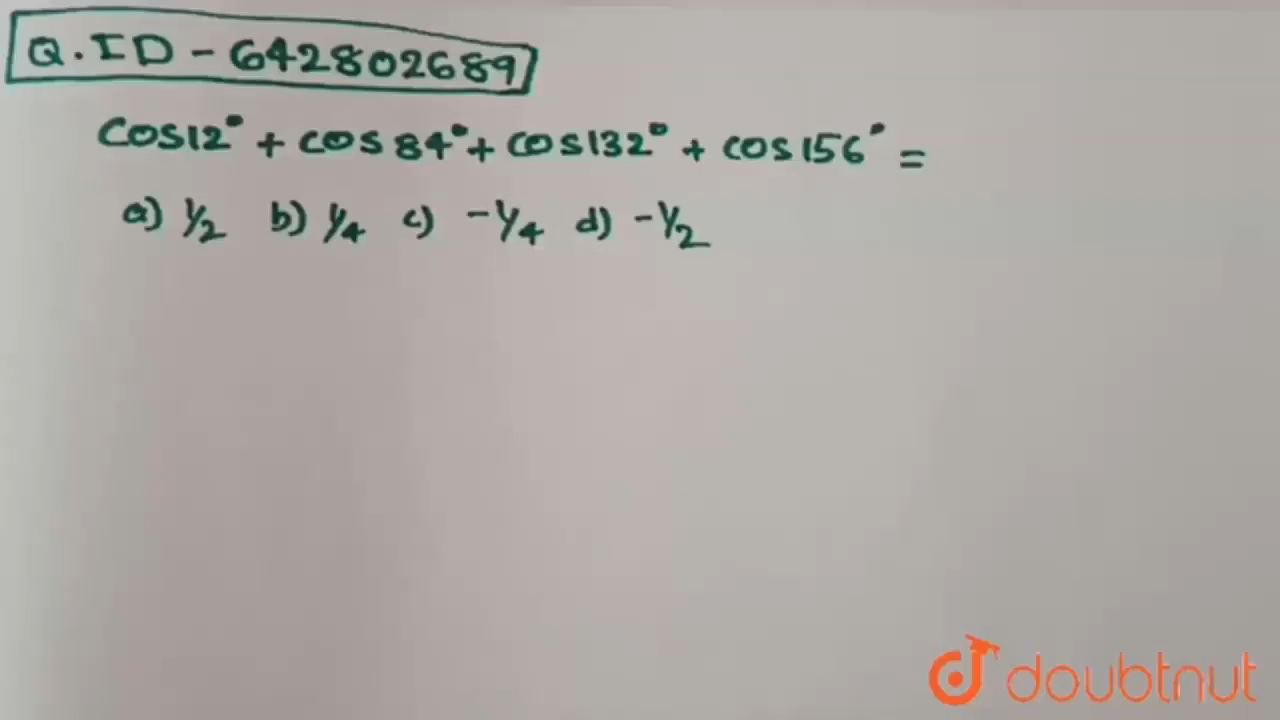 Q.ID - 642802689
cos12° + cos84° + cos132° + cos156° =
a) 1/2 b) 1/4 c) -1/4 d) -1/2
doubtnut